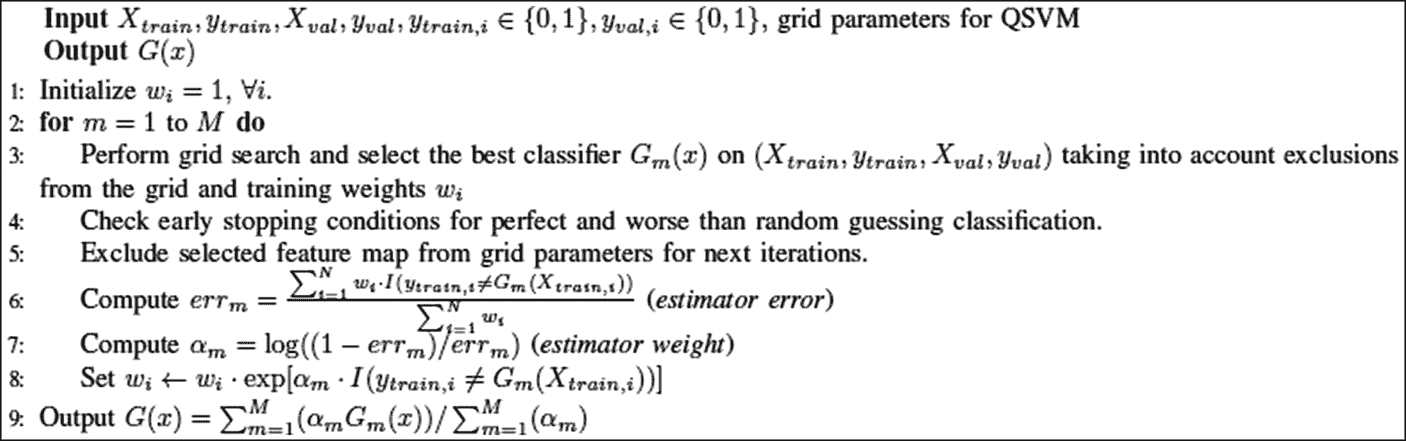 Input X_{train}, y_{train}, X_{val}, y_{val}, y_{train,i} ∈ {0, 1}, y_{val,i} ∈ {0, 1}, grid parameters for QSVM
Output G(x)
1: Initialize w_i = 1, ∀i.
2: for m = 1 to M do
3: Perform grid search and select the best classifier G_m(x) on (X_{train}, y_{train}, X_{val}, y_{val}) taking into account exclusions
from the grid and training weights w_i
4: Check early stopping conditions for perfect and worse than random guessing classification.
5: Exclude selected feature map from grid parameters for next iterations.
6: Compute err_m = \frac{∑_{i=1}^{N} w_i·I(y_{train,i}≠G_m(X_{train,i}))}{∑_{i=1}^{N} w_i} (estimator error)
7: Compute α_m = log((1 − err_m)/err_m) (estimator weight)
8: Set w_i ← w_i · exp[α_m · I(y_{train,i} ≠ G_m(X_{train,i}))]
9: Output G(x) = ∑_{m=1}^{M}(α_m G_m(x))/ ∑_{m=1}^{M}(α_m)